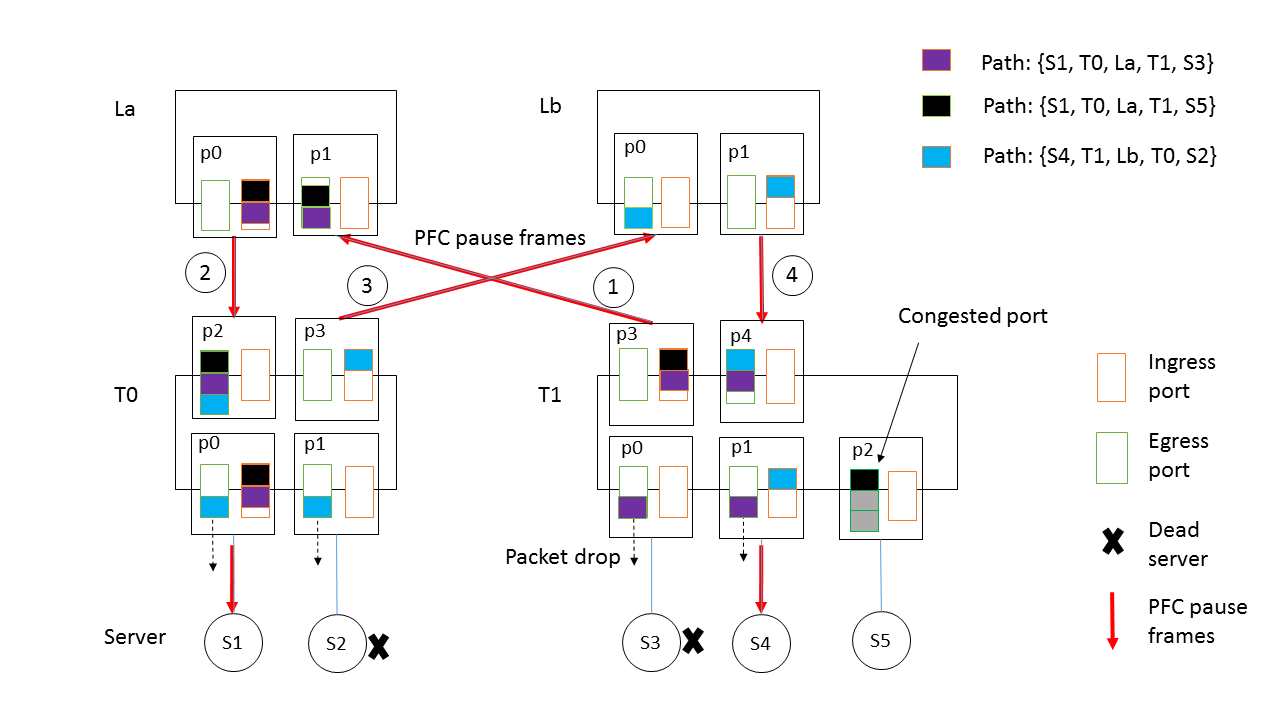 La
p0
p1
Lb
p0
p1
Path: {S1, T0, La, T1, S3}
Path: {S1, T0, La, T1, S5}
Path: {S4, T1, Lb, T0, S2}
PFC pause frames
2
3
1
4
T0
p2
p3
p0
p1
T1
p3
p4
p0
p1
p2
Congested port
Packet drop
Server
S1
S2
S3
S4
S5
Ingress
port
Egress
port
Dead
server
PFC pause
frames